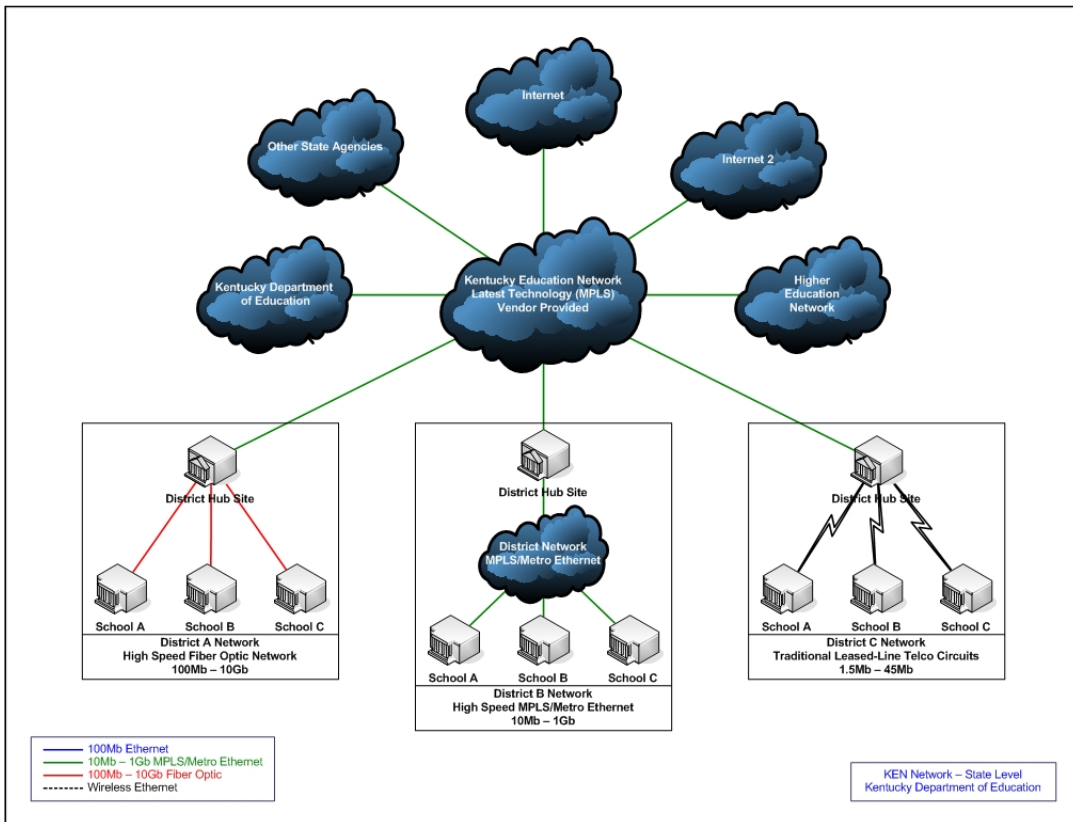 Internet
Other State Agencies
Internet 2
Kentucky Department
of Education
Kentucky Education Network
Latest Technology (MPLS)
Vendor Provided
Higher
Education
Network
District Hub Site
School A
School B
School C
District A Network
High Speed Fiber Optic Network
100Mb – 10Gb
District Hub Site
District Network
MPLS/Metro Ethernet
School A
School B
School C
District B Network
High Speed MPLS/Metro Ethernet
10Mb – 1Gb
District Hub Site
School A
School B
School C
District C Network
Traditional Leased-Line Telco Circuits
1.5Mb – 45Mb
100Mb Ethernet
10Mb – 1Gb MPLS/Metro Ethernet
100Mb – 10Gb Fiber Optic
Wireless Ethernet
KEN Network – State Level
Kentucky Department of Education